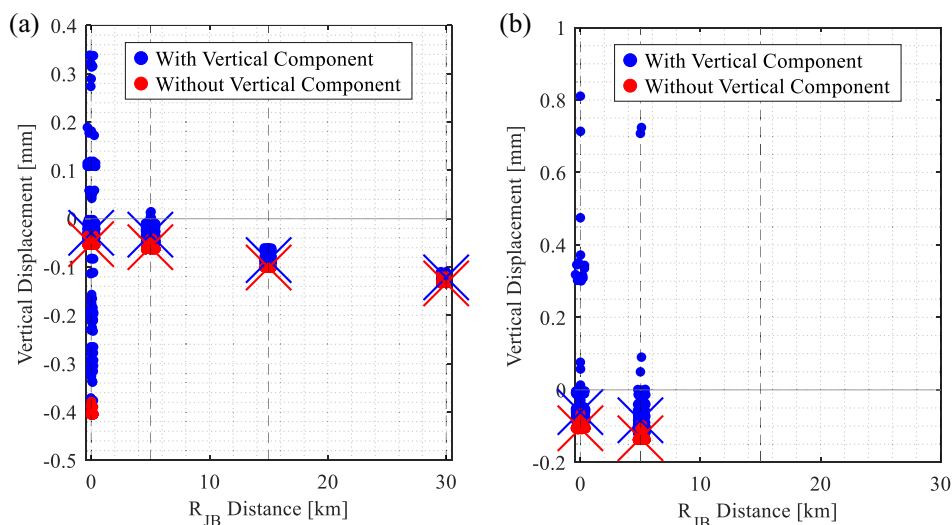 (a)
0.4
0.3
0.2
0.1
0
-0.1
-0.2
-0.3
-0.4
-0.5
Vertical Displacement [mm]
With Vertical Component
Without Vertical Component
0 10 20 30
R_JB Distance [km]
(b)
1
0.8
0.6
0.4
0.2
0
-0.2
Vertical Displacement [mm]
With Vertical Component
Without Vertical Component
0 10 20 30
R_JB Distance [km]